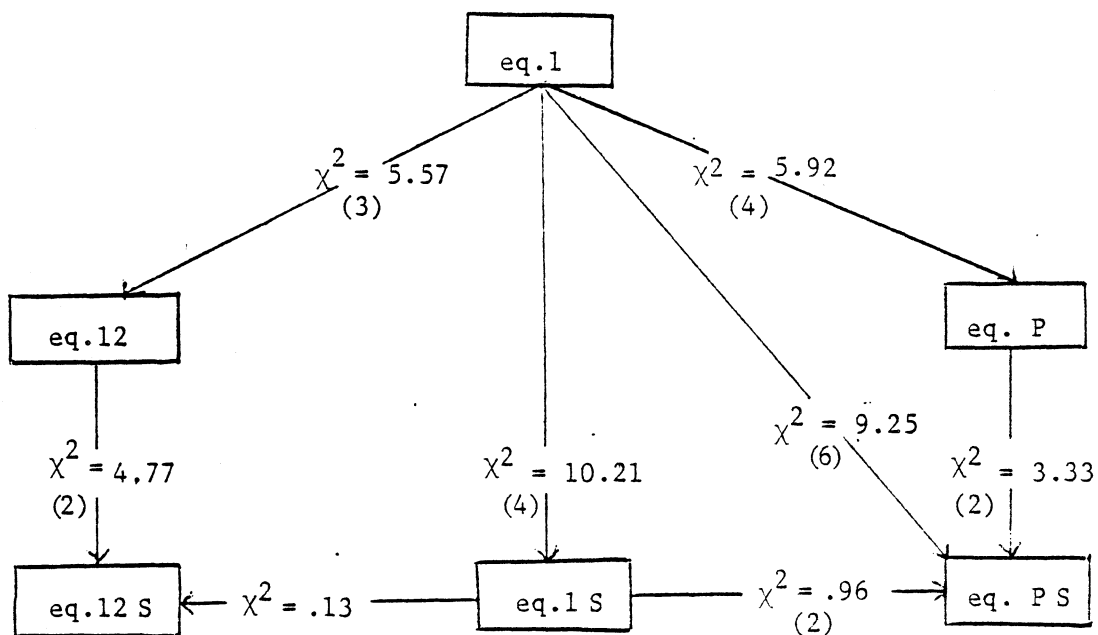 eq.1
χ² = 5.57
(3)
χ² = 5.92
(4)
eq.12
eq. P
χ² = 4,77
(2)
χ² = 10.21
(4)
χ² = 9.25
(6)
χ² = 3.33
(2)
eq.12 S
χ² = .13
eq.1 S
χ² = .96
(2)
eq. P S